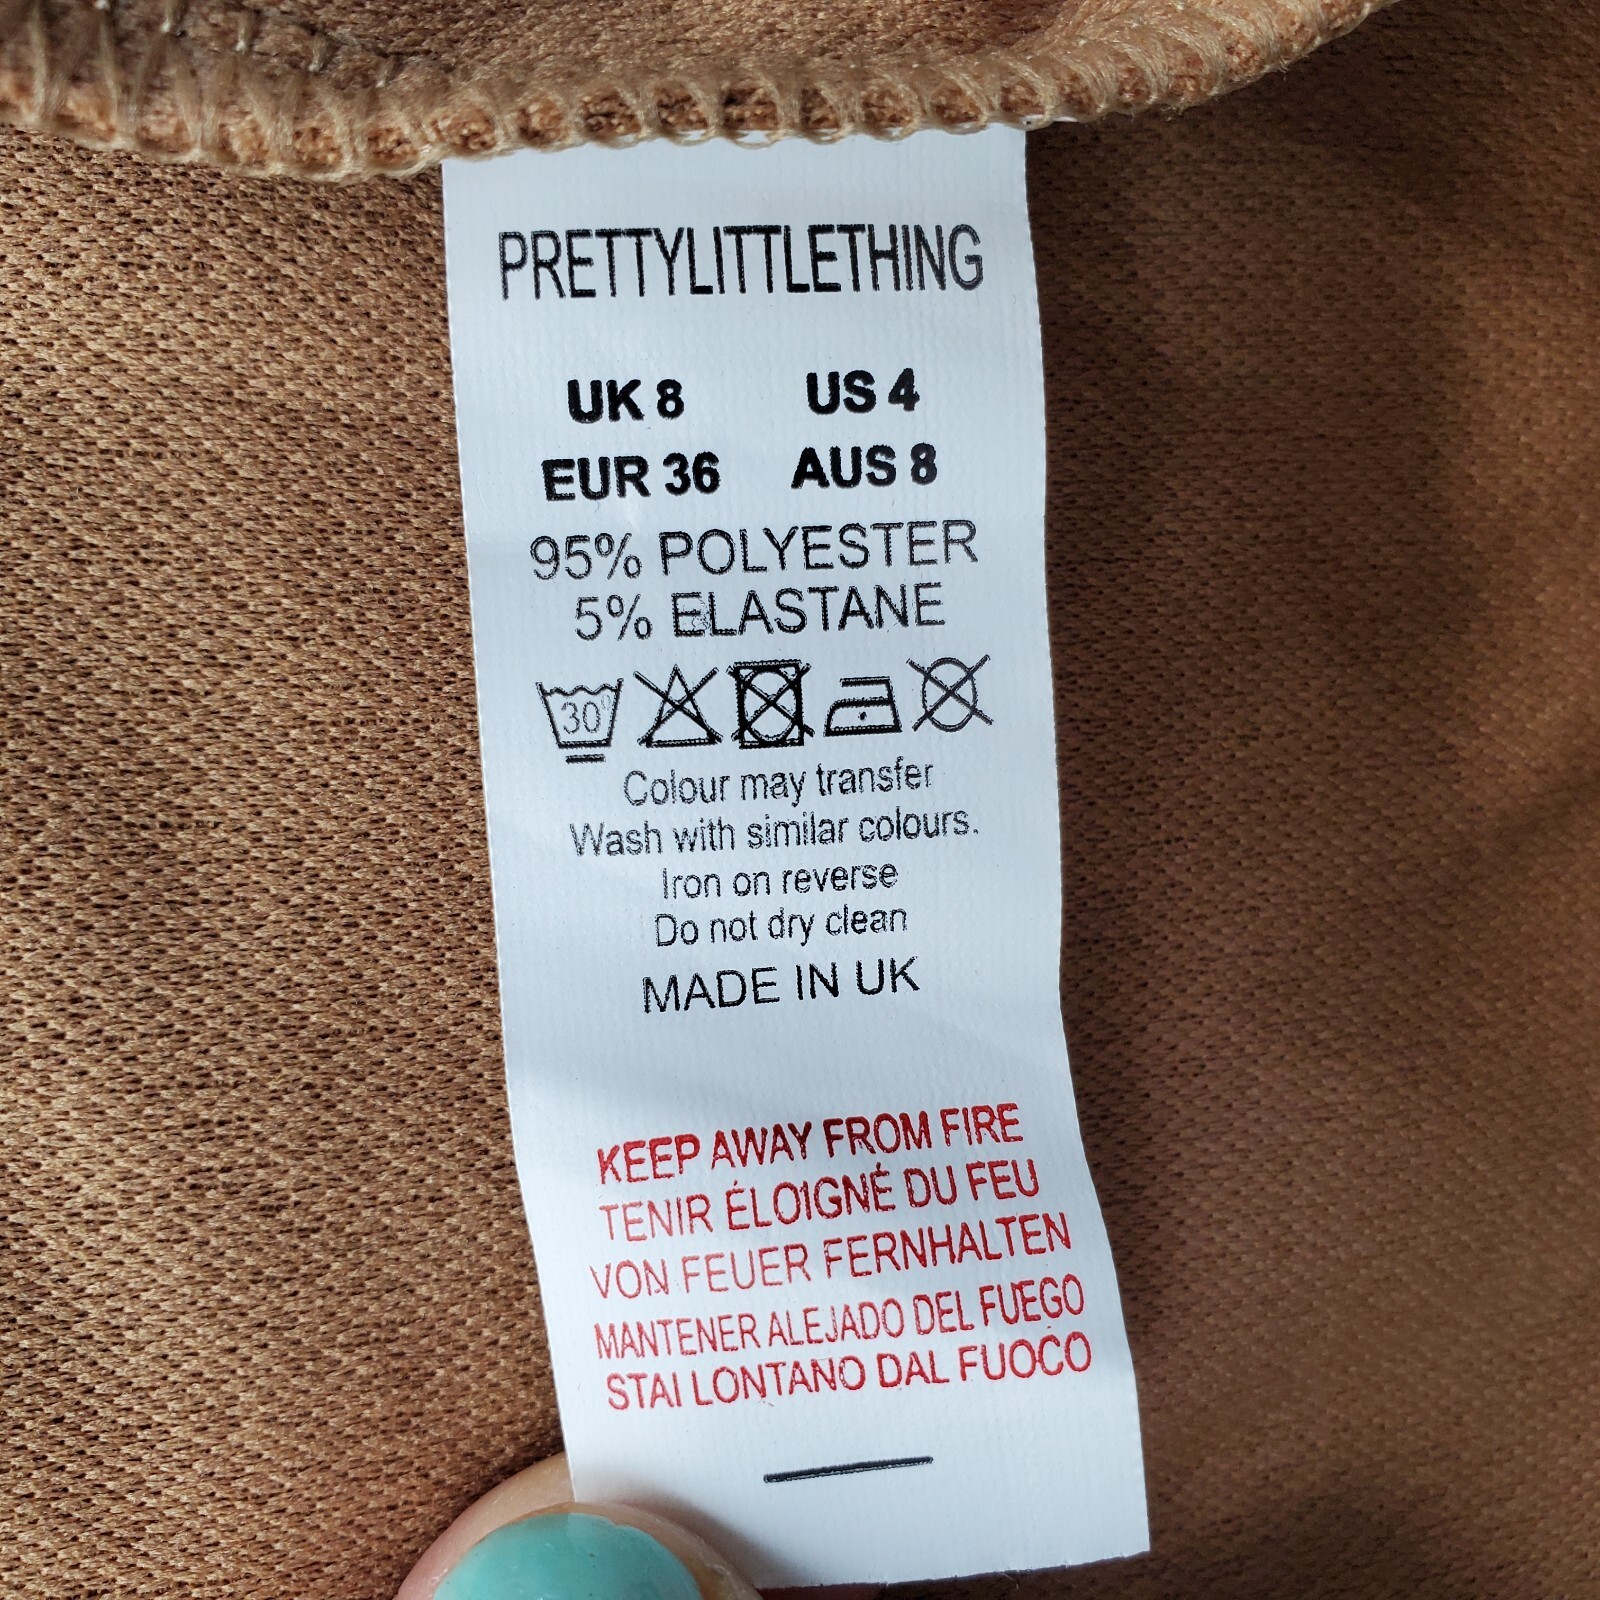 PRETTYLITTLETHING
UK 8 US 4
EUR 36 AUS 8
95% POLYESTER
5% ELASTANE
30°
Colour may transfer
Wash with similar colours.
Iron on reverse
Do not dry clean
MADE IN UK
KEEP AWAY FROM FIRE
TENIR ÉLOIGNÉ DU FEU
VON FEUER FERNHALTEN
MANTENER ALEJADO DEL FUEGO
STAI LONTANO DAL FUOCO